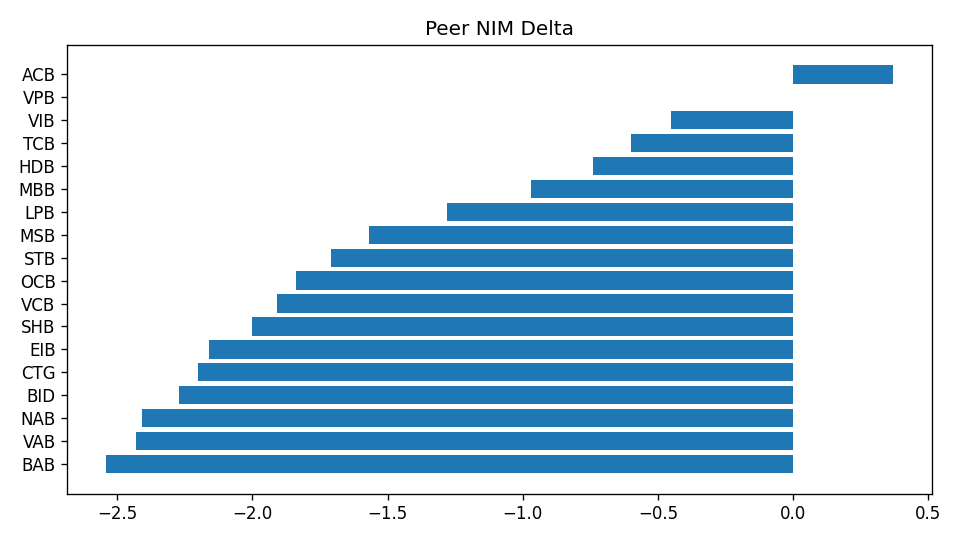 Peer NIM Delta
ACB
VPB
VIB
TCB
HDB
MBB
LPB
MSB
STB
OCB
VCB
SHB
EIB
CTG
BID
NAB
VAB
BAB
−2.5 −2.0 −1.5 −1.0 −0.5 0.0 0.5